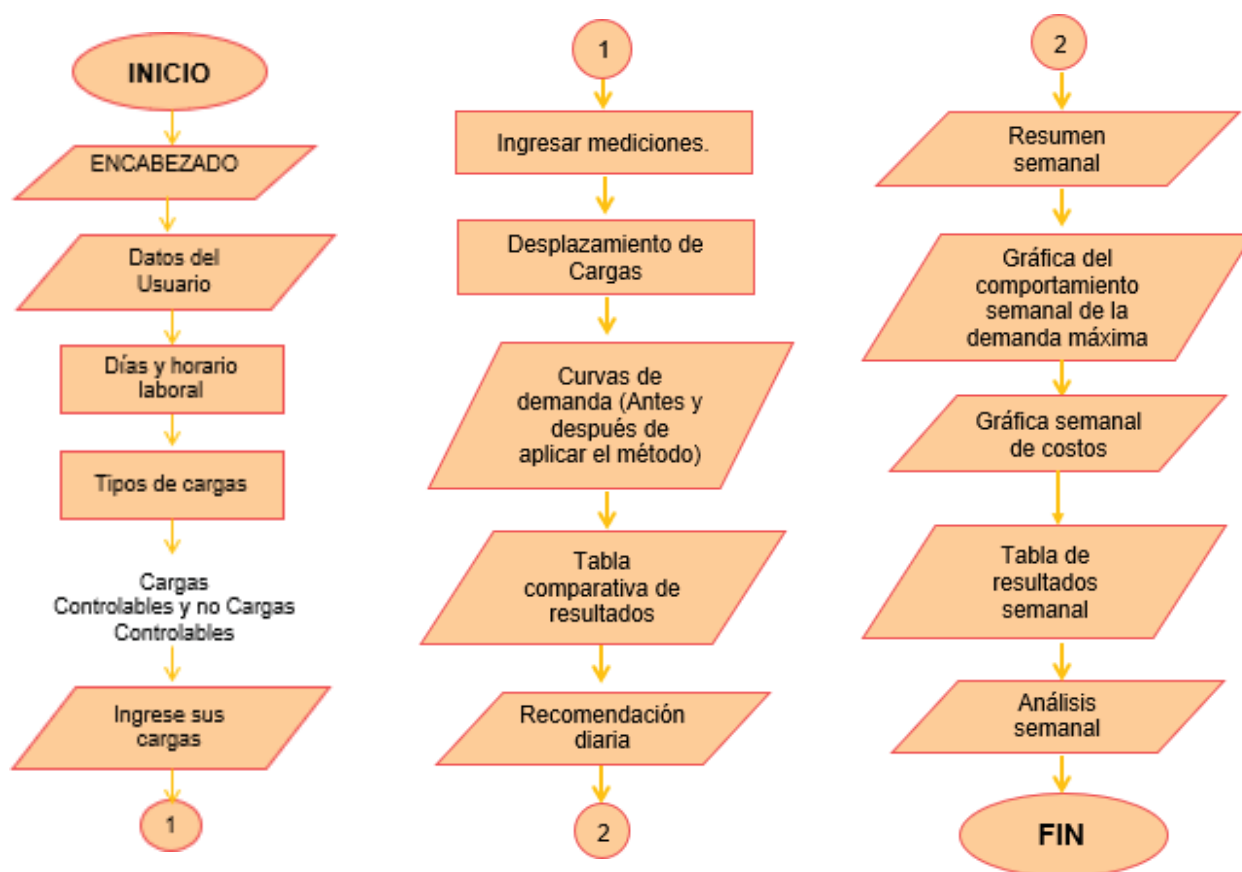 INICIO
ENCABEZADO
Datos del
Usuario
Días y horario
laboral
Tipos de cargas
Cargas
Controlables y no Cargas
Controlables
Ingrese sus
cargas
1
1
Ingresar mediciones.
Desplazamiento de
Cargas
Curvas de
demanda (Antes y
después de
aplicar el método)
Tabla
comparativa de
resultados
Recomendación
diaria
2
2
Resumen
semanal
Gráfica del
comportamiento
semanal de la
demanda máxima
Gráfica semanal
de costos
Tabla de
resultados
semanal
Análisis
semanal
FIN